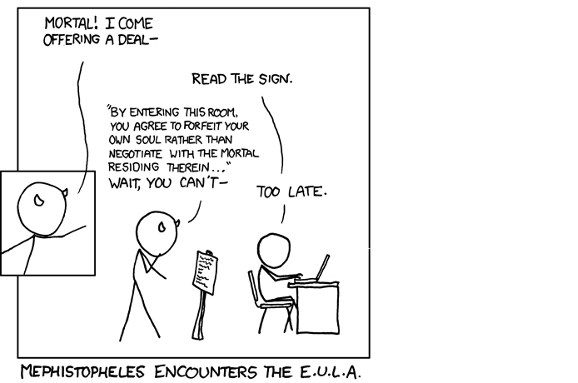 MORTAL! I COME
OFFERING A DEAL—
READ THE SIGN.
"BY ENTERING THIS ROOM,
YOU AGREE TO FORFEIT YOUR
OWN SOUL RATHER THAN
NEGOTIATE WITH THE MORTAL
RESIDING THEREIN..."
WAIT, YOU CAN'T—
TOO LATE.
MEPHISTOPHELES ENCOUNTERS THE E.U.L.A.